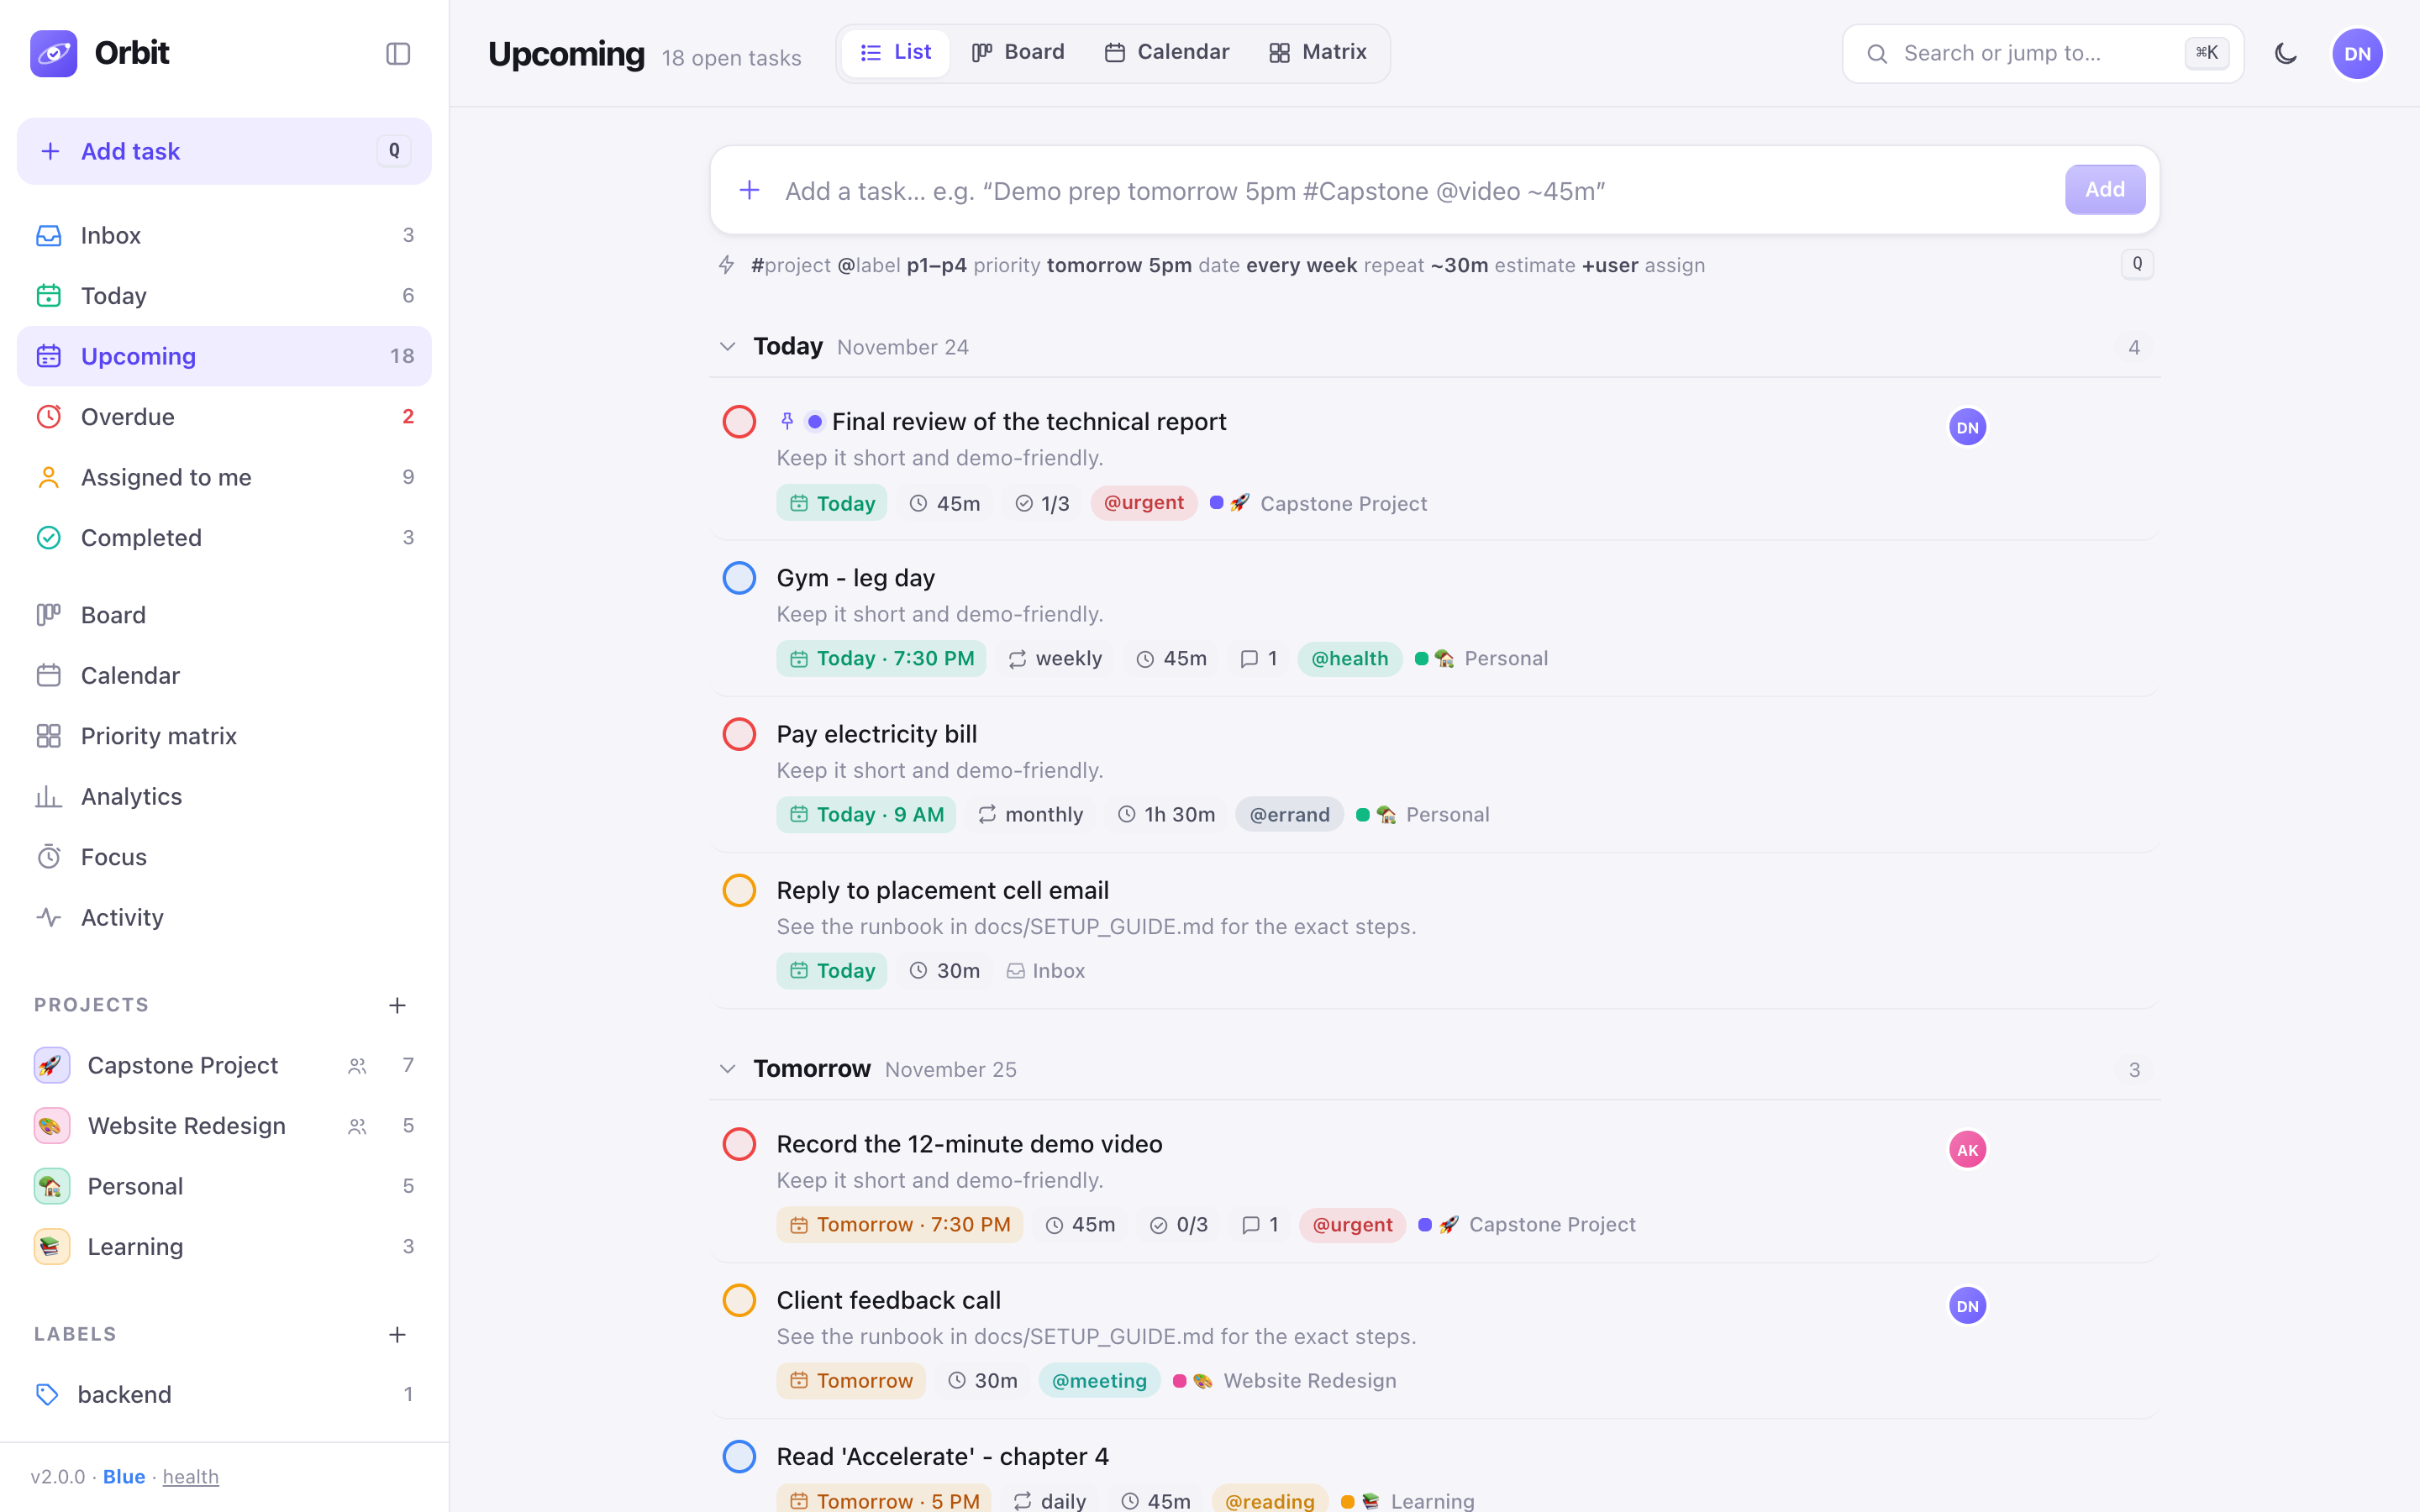 Orbit
Add task Q
Inbox 3
Today 6
Upcoming 18
Overdue 2
Assigned to me 9
Completed 3
Board
Calendar
Priority matrix
Analytics
Focus
Activity
PROJECTS
Capstone Project 7
Website Redesign 5
Personal 5
Learning 3
LABELS
backend 1
v2.0.0 · Blue · health
Upcoming 18 open tasks List Board Calendar Matrix Search or jump to... ⌘K DN
Add a task... e.g. “Demo prep tomorrow 5pm #Capstone @video ~45m” Add
#project @label p1–p4 priority tomorrow 5pm date every week repeat ~30m estimate +user assign Q
Today November 24 4
Final review of the technical report DN
Keep it short and demo-friendly.
Today 45m 1/3 @urgent Capstone Project
Gym - leg day
Keep it short and demo-friendly.
Today · 7:30 PM weekly 45m 1 @health Personal
Pay electricity bill
Keep it short and demo-friendly.
Today · 9 AM monthly 1h 30m @errand Personal
Reply to placement cell email
See the runbook in docs/SETUP_GUIDE.md for the exact steps.
Today 30m Inbox
Tomorrow November 25 3
Record the 12-minute demo video AK
Keep it short and demo-friendly.
Tomorrow · 7:30 PM 45m 0/3 1 @urgent Capstone Project
Client feedback call DN
See the runbook in docs/SETUP_GUIDE.md for the exact steps.
Tomorrow 30m @meeting Website Redesign
Read 'Accelerate' - chapter 4
Tomorrow · 5 PM daily 45m @reading Learning